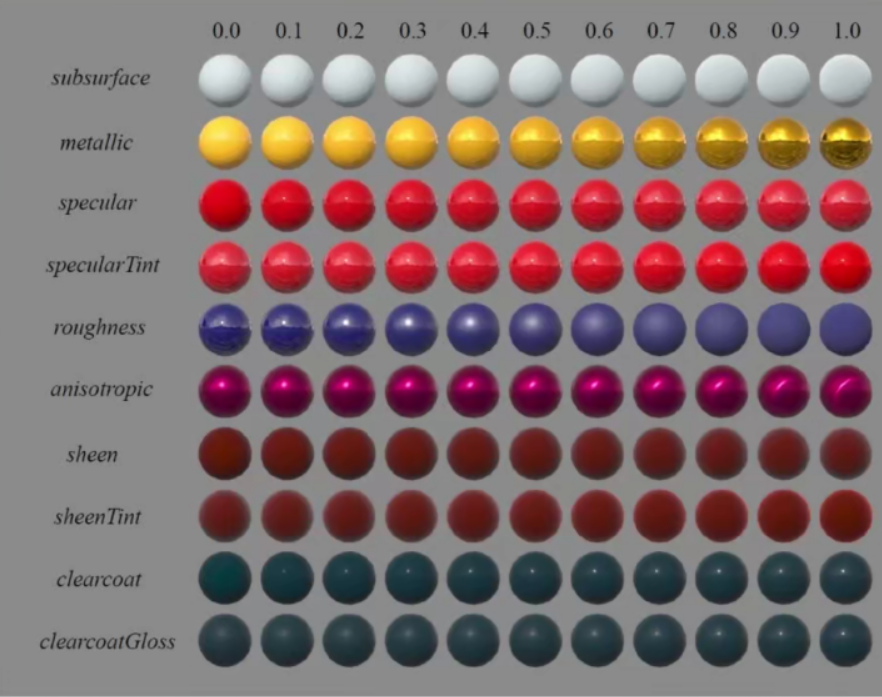 0.0 0.1 0.2 0.3 0.4 0.5 0.6 0.7 0.8 0.9 1.0
subsurface
metallic
specular
specularTint
roughness
anisotropic
sheen
sheenTint
clearcoat
clearcoatGloss